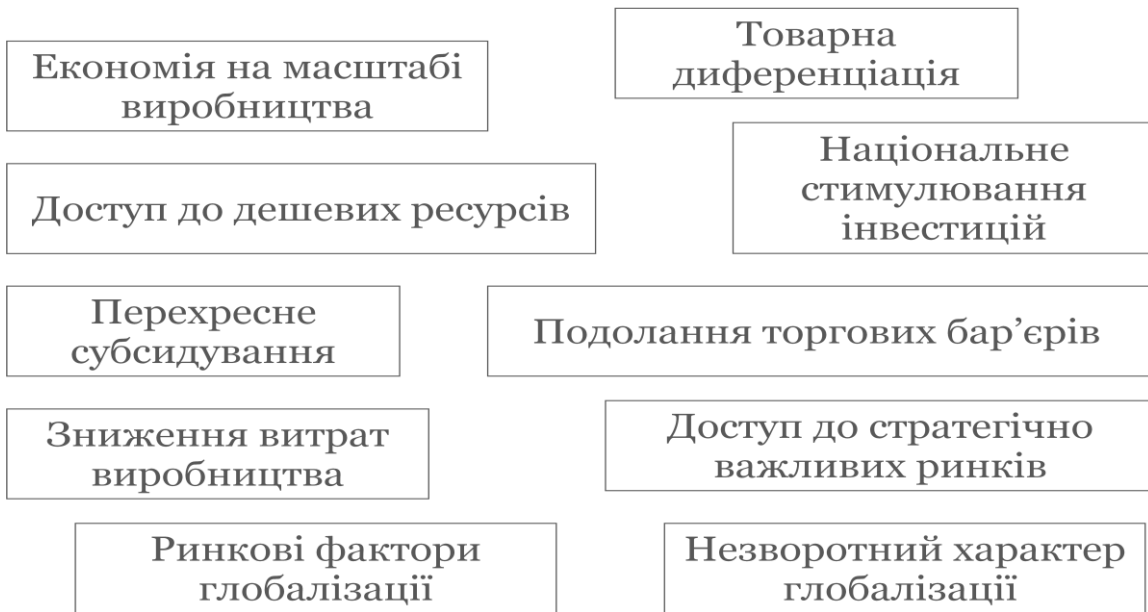 Економія на масштабі
виробництва
Товарна
диференціація
Доступ до дешевих ресурсів
Національне
стимулювання
інвестицій
Перехресне
субсидування
Подолання торгових бар’єрів
Зниження витрат
виробництва
Доступ до стратегічно
важливих ринків
Ринкові фактори
глобалізації
Незворотний характер
глобалізації